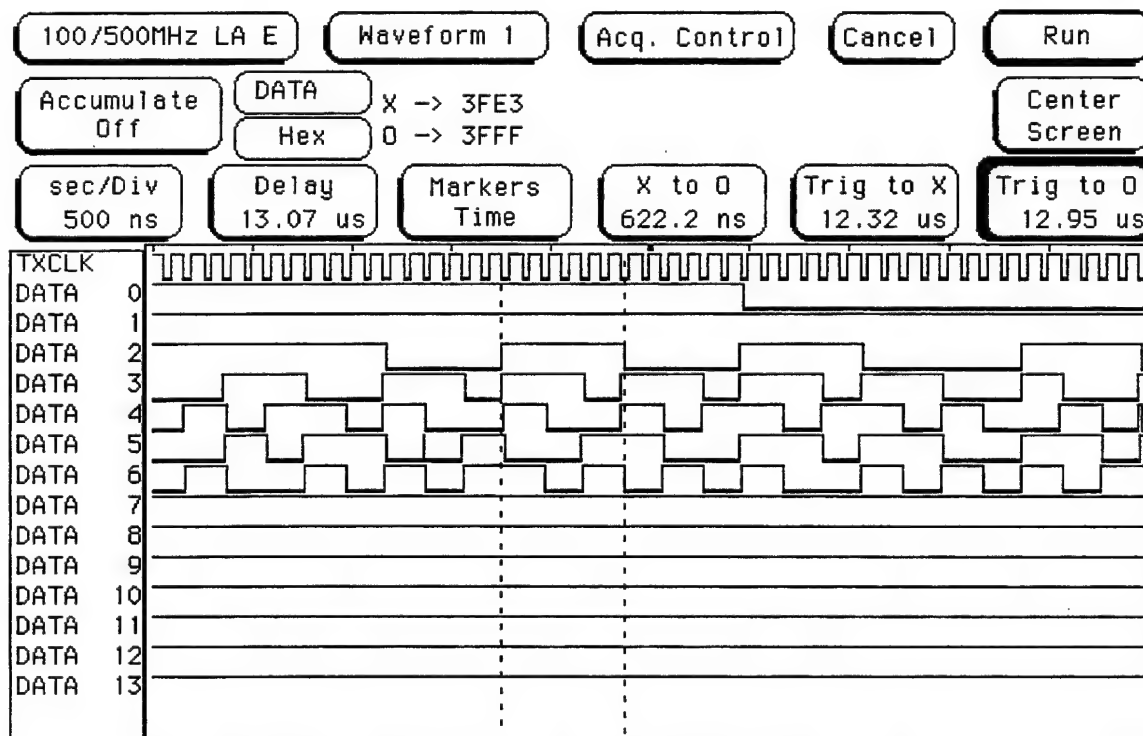 100/500MHz LA E Waveform 1 Acq. Control Cancel Run
Accumulate Off DATA X -> 3FE3 Center Screen
Hex O -> 3FFF
sec/Div Delay Markers X to O Trig to X Trig to O
500 ns 13.07 us Time 622.2 ns 12.32 us 12.95 us
TXCLK
DATA 0
DATA 1
DATA 2
DATA 3
DATA 4
DATA 5
DATA 6
DATA 7
DATA 8
DATA 9
DATA 10
DATA 11
DATA 12
DATA 13